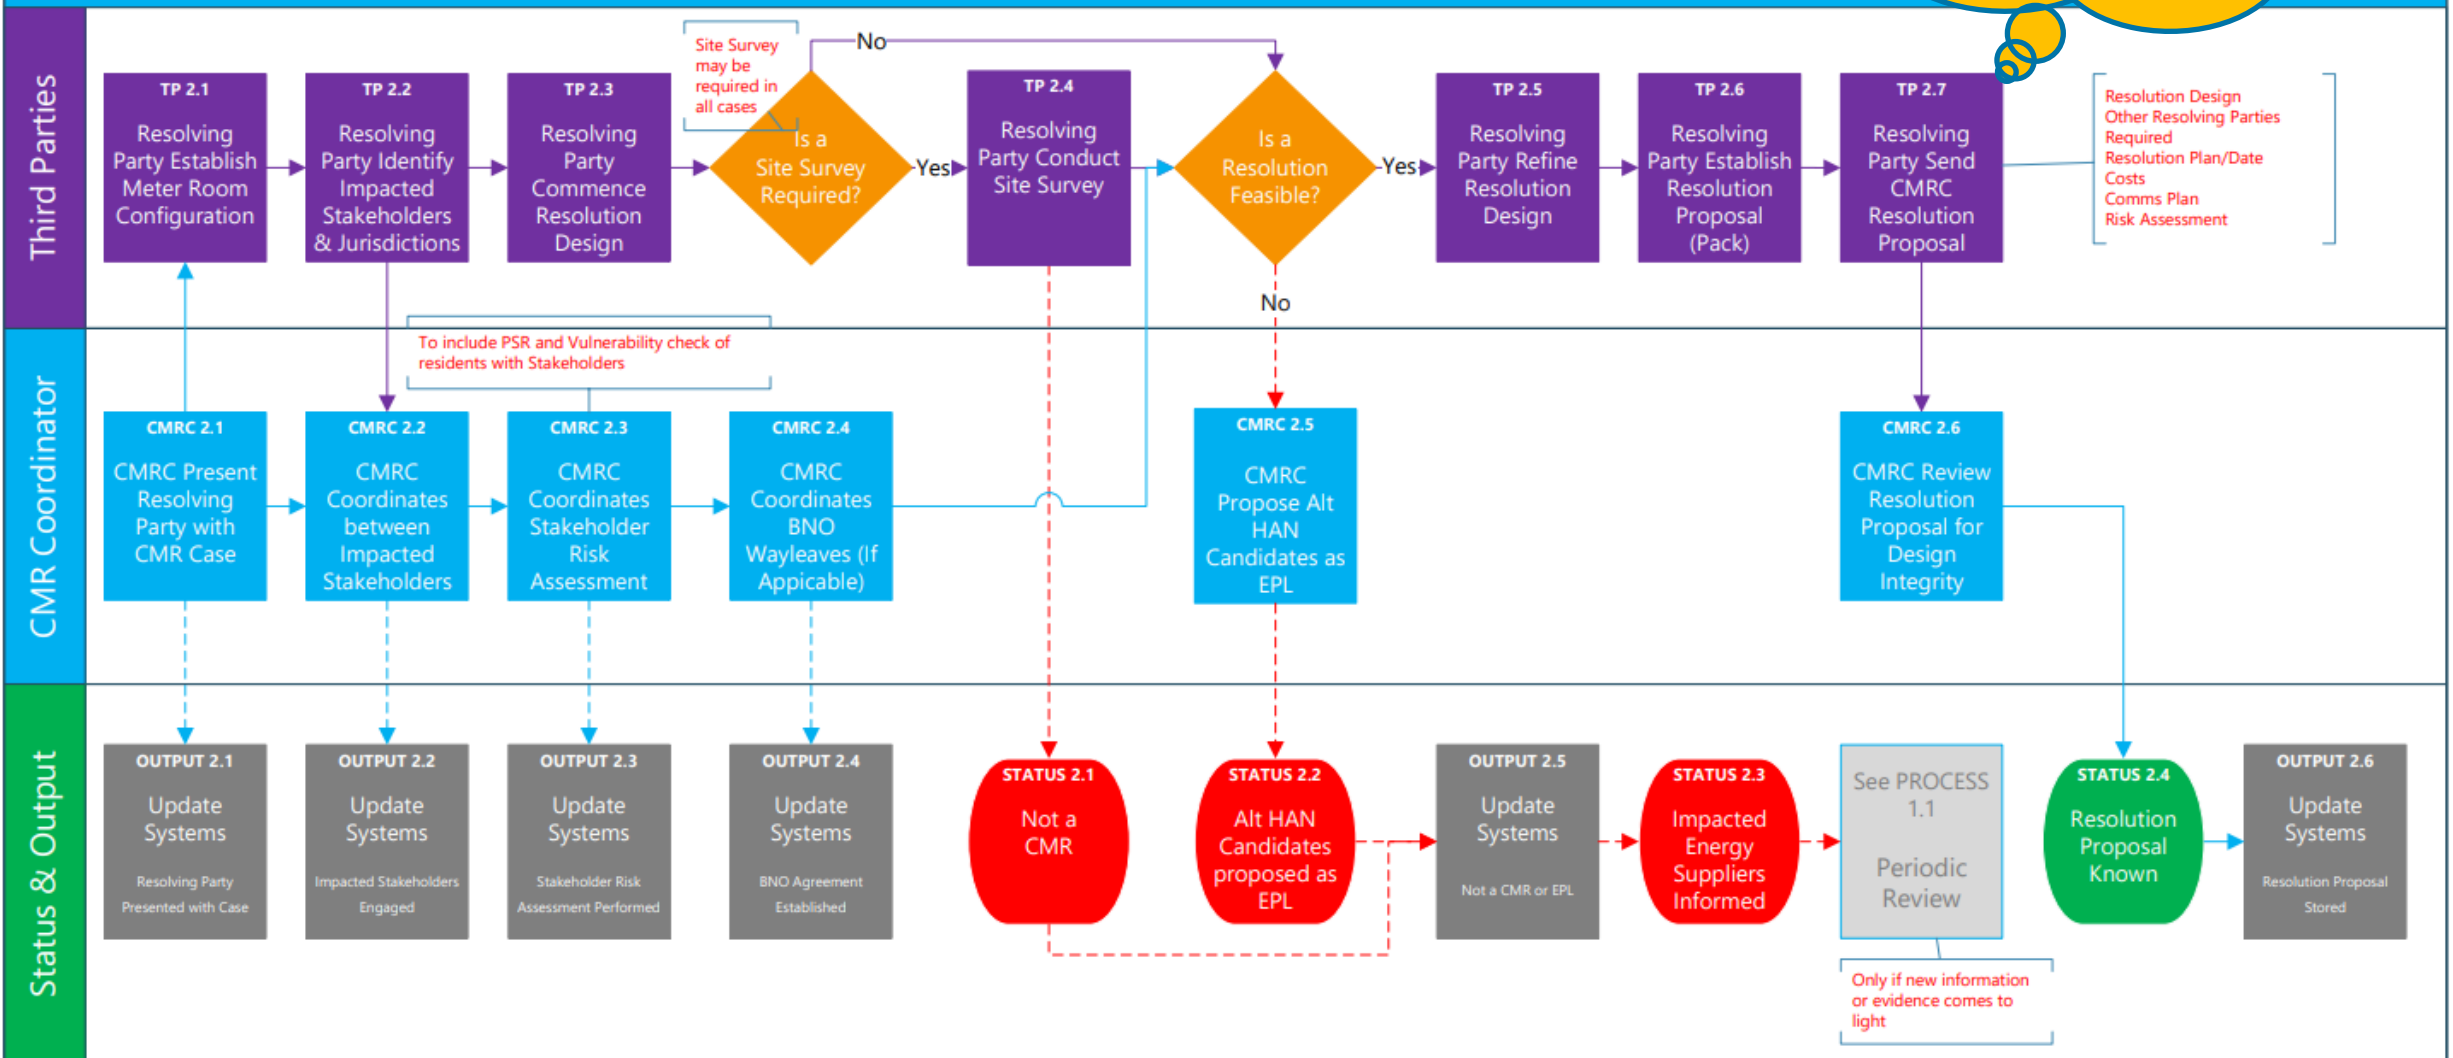 Third Parties
TP 2.1
Resolving
Party Establish
Meter Room
Configuration
TP 2.2
Resolving
Party Identify
Impacted
Stakeholders
& Jurisdictions
TP 2.3
Resolving
Party
Commence
Resolution
Design
Site Survey
may be
required in
all cases
Is a
Site Survey
Required?
No
Yes
TP 2.4
Resolving
Party Conduct
Site Survey
Is a
Resolution
Feasible?
Yes
No
TP 2.5
Resolving
Party Refine
Resolution
Design
TP 2.6
Resolving
Party Establish
Resolution
Proposal
(Pack)
TP 2.7
Resolving
Party Send
CMRC
Resolution
Proposal
Resolution Design
Other Resolving Parties
Required
Resolution Plan/Date
Costs
Comms Plan
Risk Assessment
CMR Coordinator
To include PSR and Vulnerability check of
residents with Stakeholders
CMRC 2.1
CMRC Present
Resolving
Party with
CMR Case
CMRC 2.2
CMRC
Coordinates
between
Impacted
Stakeholders
CMRC 2.3
CMRC
Coordinates
Stakeholder
Risk
Assessment
CMRC 2.4
CMRC
Coordinates
BNO
Wayleaves (If
Appicable)
CMRC 2.5
CMRC
Propose Alt
HAN
Candidates as
EPL
CMRC 2.6
CMRC Review
Resolution
Proposal for
Design
Integrity
Status & Output
OUTPUT 2.1
Update
Systems
Resolving Party
Presented with Case
OUTPUT 2.2
Update
Systems
Impacted Stakeholders
Engaged
OUTPUT 2.3
Update
Systems
Stakeholder Risk
Assessment Performed
OUTPUT 2.4
Update
Systems
BNO Agreement
Established
STATUS 2.1
Not a
CMR
STATUS 2.2
Alt HAN
Candidates
proposed as
EPL
OUTPUT 2.5
Update
Systems
Not a CMR or EPL
STATUS 2.3
Impacted
Energy
Suppliers
Informed
See PROCESS
1.1
Periodic
Review
Only if new information
or evidence comes to
light
STATUS 2.4
Resolution
Proposal
Known
OUTPUT 2.6
Update
Systems
Resolution Proposal
Stored